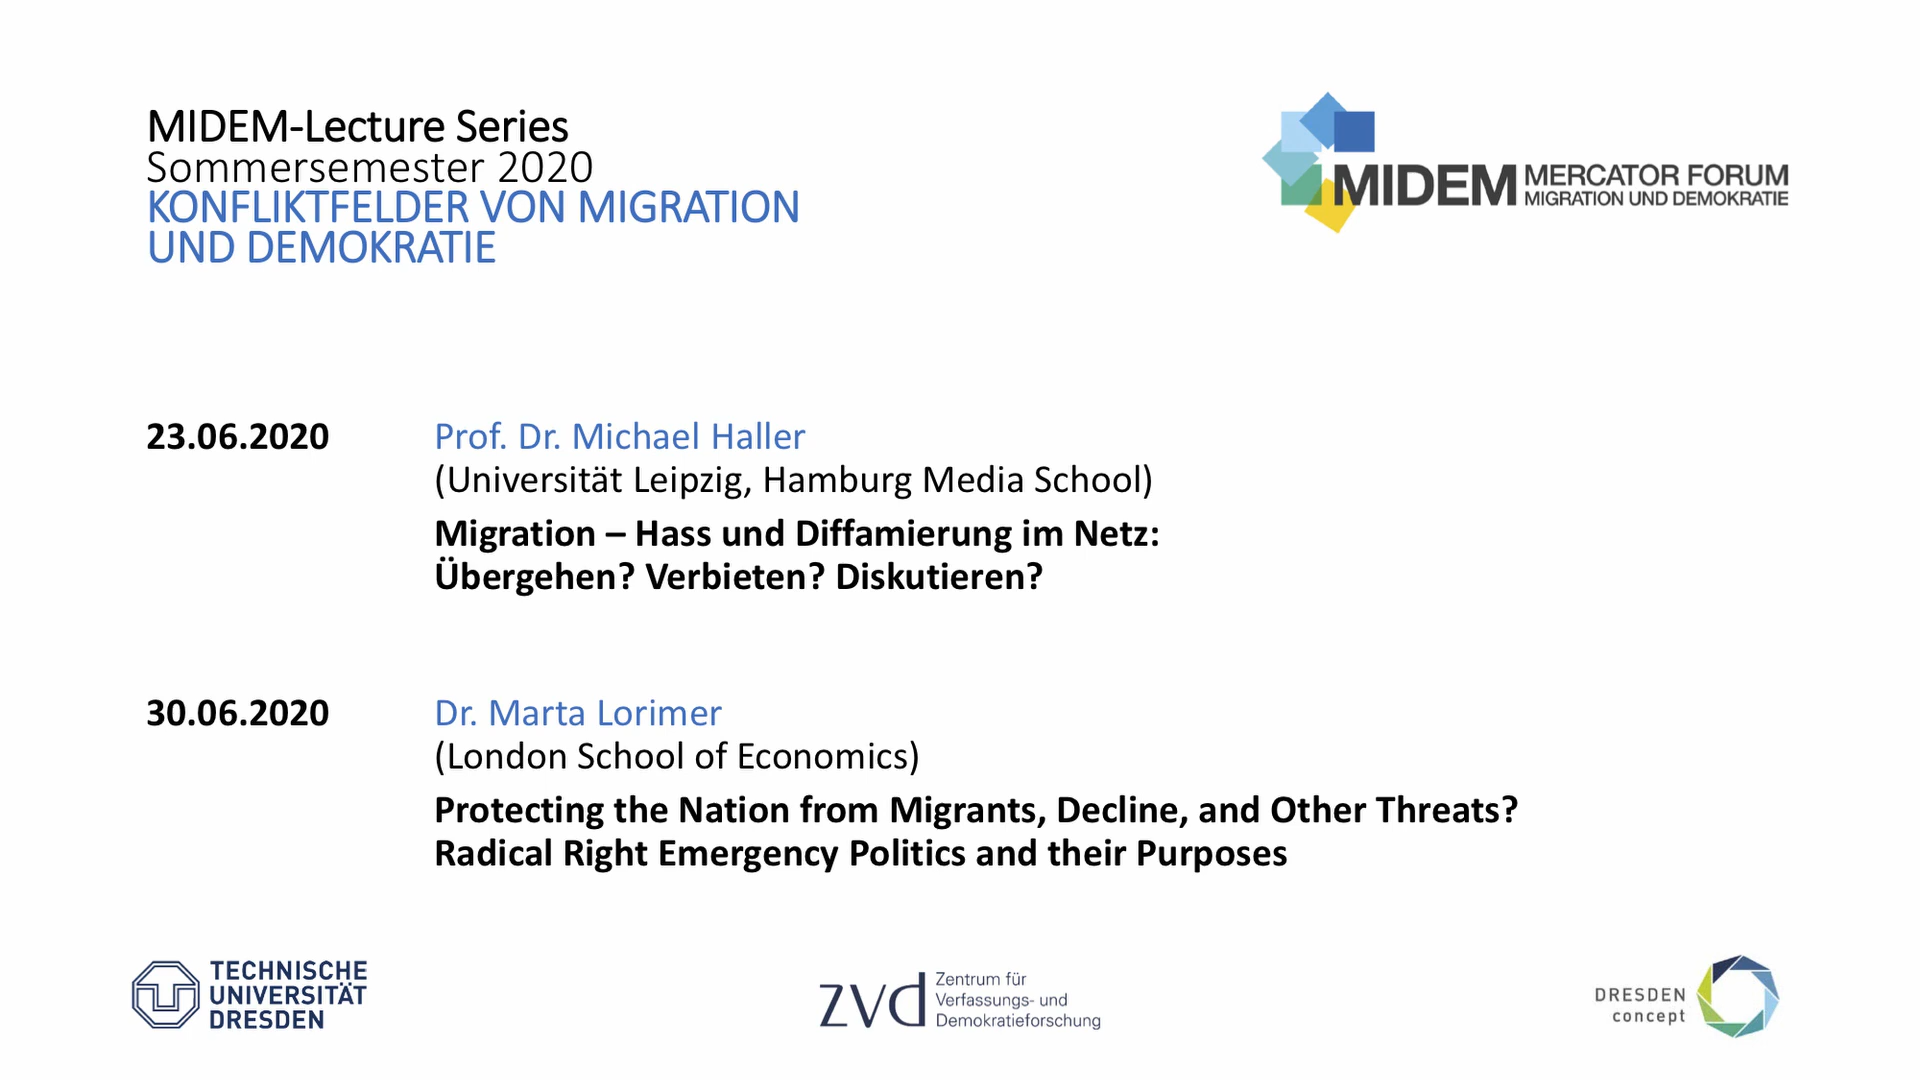 MIDEM-Lecture Series
Sommersemester 2020
KONFLIKTFELDER VON MIGRATION
UND DEMOKRATIE
MIDEM MERCATOR FORUM
MIGRATION UND DEMOKRATIE
23.06.2020 Prof. Dr. Michael Haller
(Universität Leipzig, Hamburg Media School)
Migration – Hass und Diffamierung im Netz:
Übergehen? Verbieten? Diskutieren?
30.06.2020 Dr. Marta Lorimer
(London School of Economics)
Protecting the Nation from Migrants, Decline, and Other Threats?
Radical Right Emergency Politics and their Purposes
TECHNISCHE
UNIVERSITÄT
DRESDEN
zvd Zentrum für
Verfassungs- und
Demokratieforschung
DRESDEN
concept